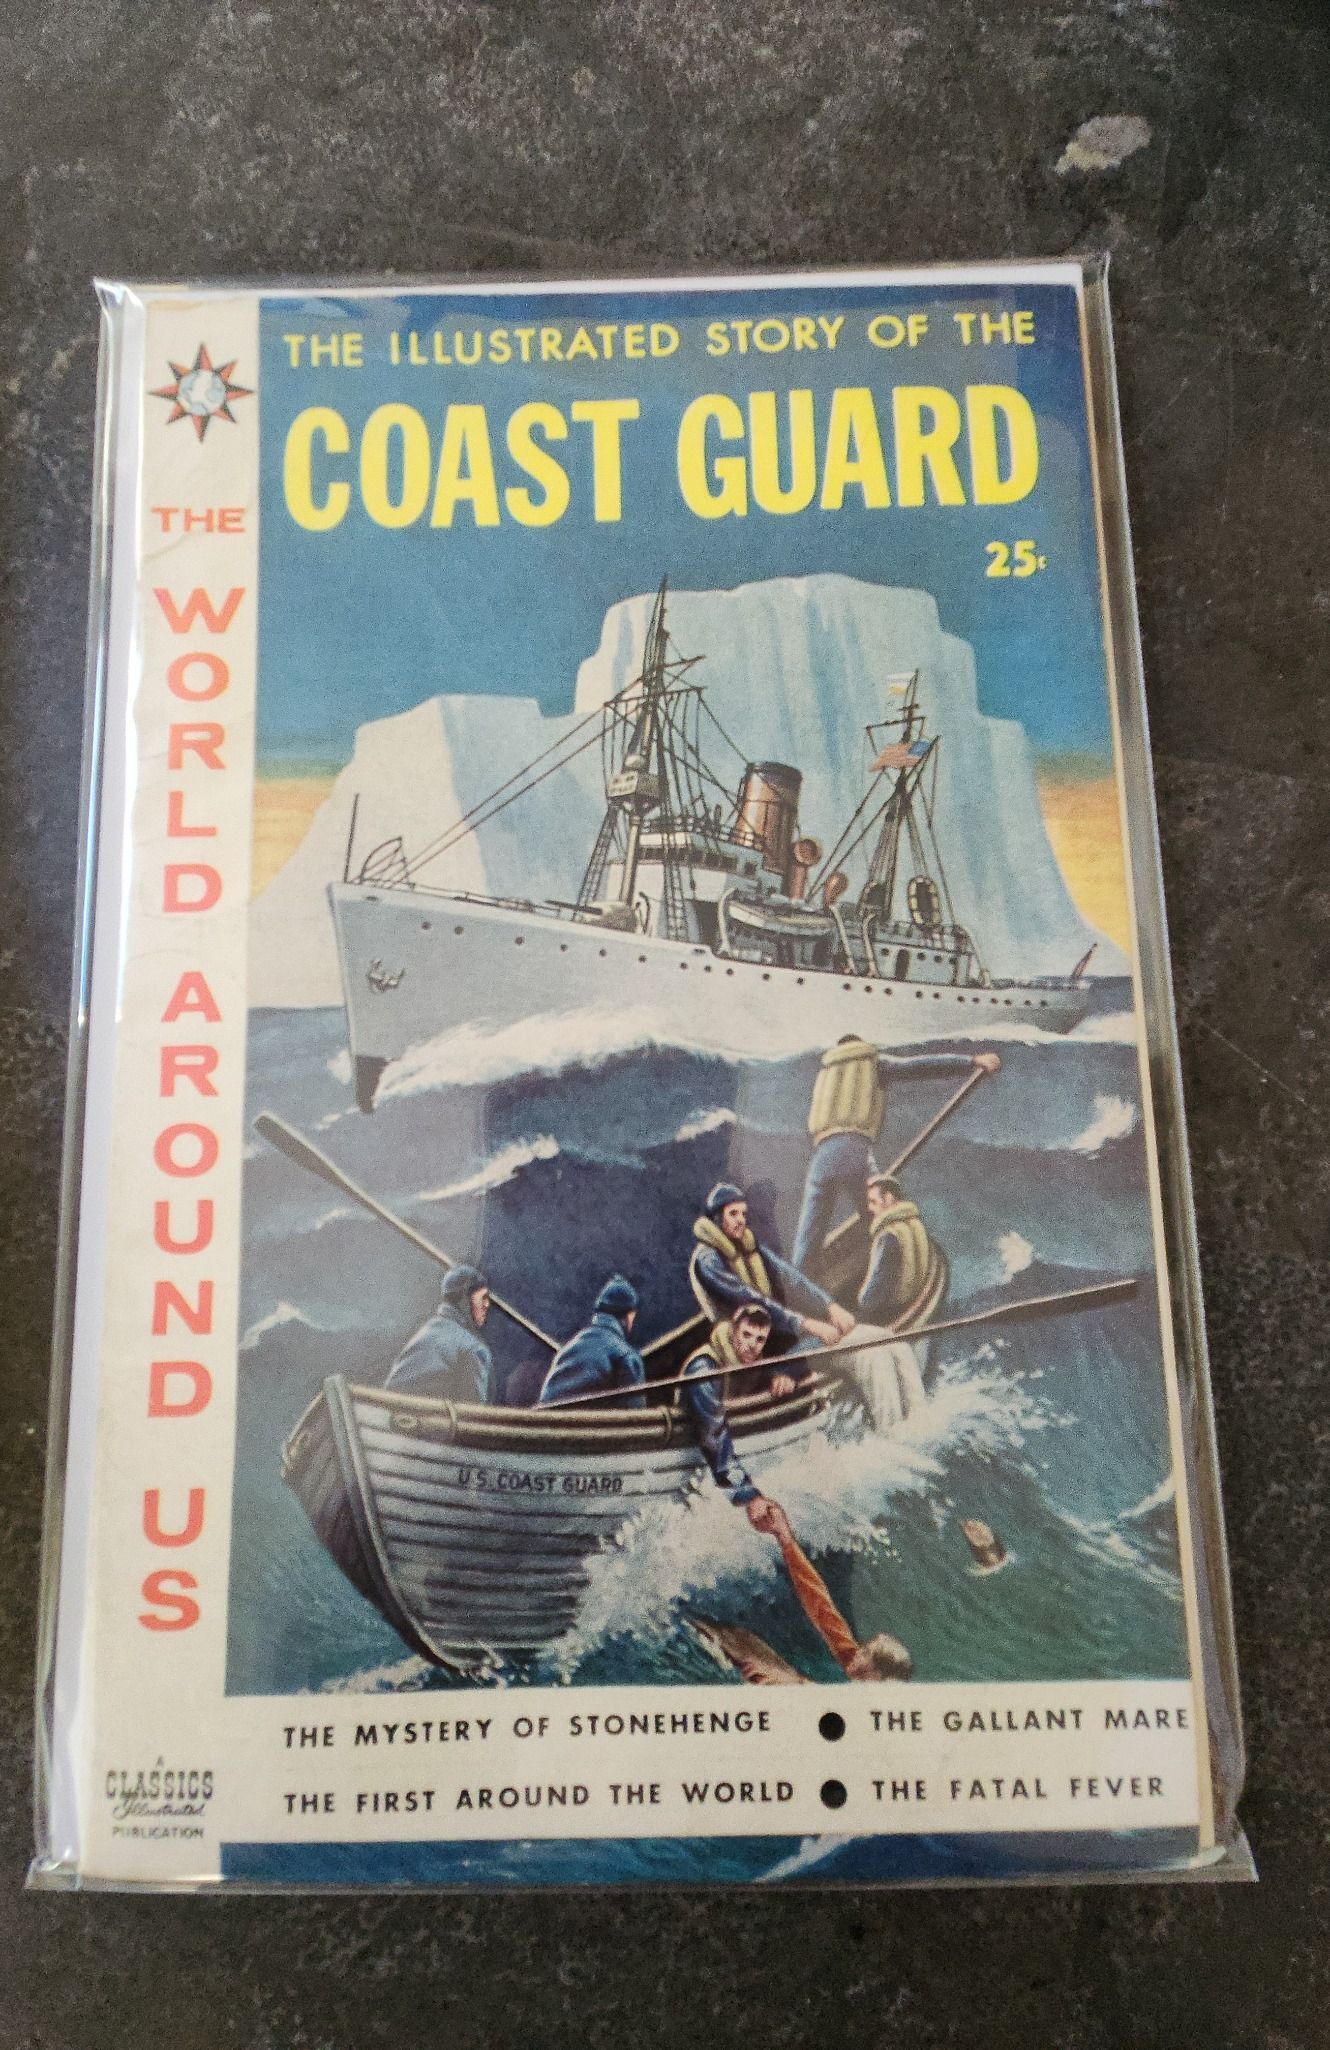 THE ILLUSTRATED STORY OF THE
COAST GUARD
25¢
THE WORLD AROUND US
U.S. COAST GUARD
THE MYSTERY OF STONEHENGE ● THE GALLANT MARE
THE FIRST AROUND THE WORLD ● THE FATAL FEVER
A
CLASSICS
Illustrated
PUBLICATION